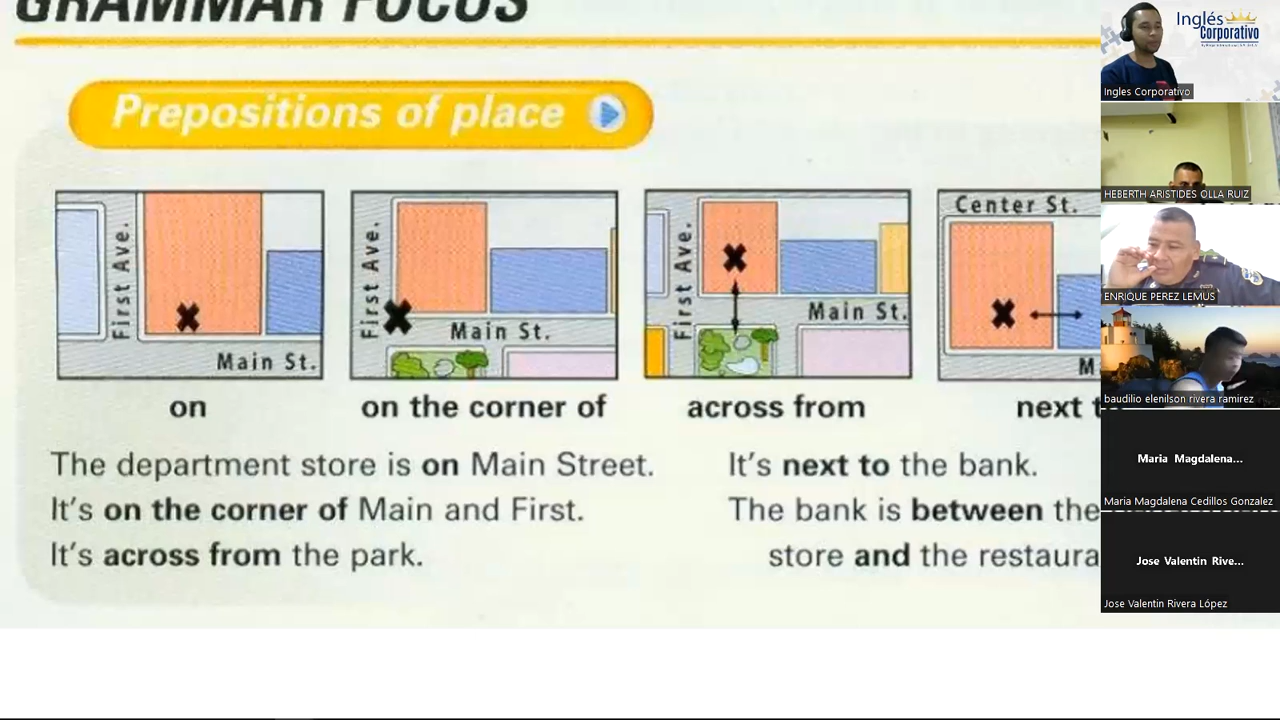 GRAMMAR FOCUS
Prepositions of place
First Ave.
Main St.
on
First Ave.
Main St.
on the corner of
First Ave.
Main St.
across from
Center St.
M
next t
The department store is on Main Street.
It's on the corner of Main and First.
It's across from the park.
It's next to the bank.
The bank is between the
store and the restaura
Inglés
Corporativo
Ingles Corporativo
HEBERTH ARISTIDES OLLA RUIZ
ENRIQUE PEREZ LEMUS
baudilio elenilson rivera ramirez
Maria Magdalena...
Maria Magdalena Cedillos Gonzalez
Jose Valentin Rive...
Jose Valentin Rivera López